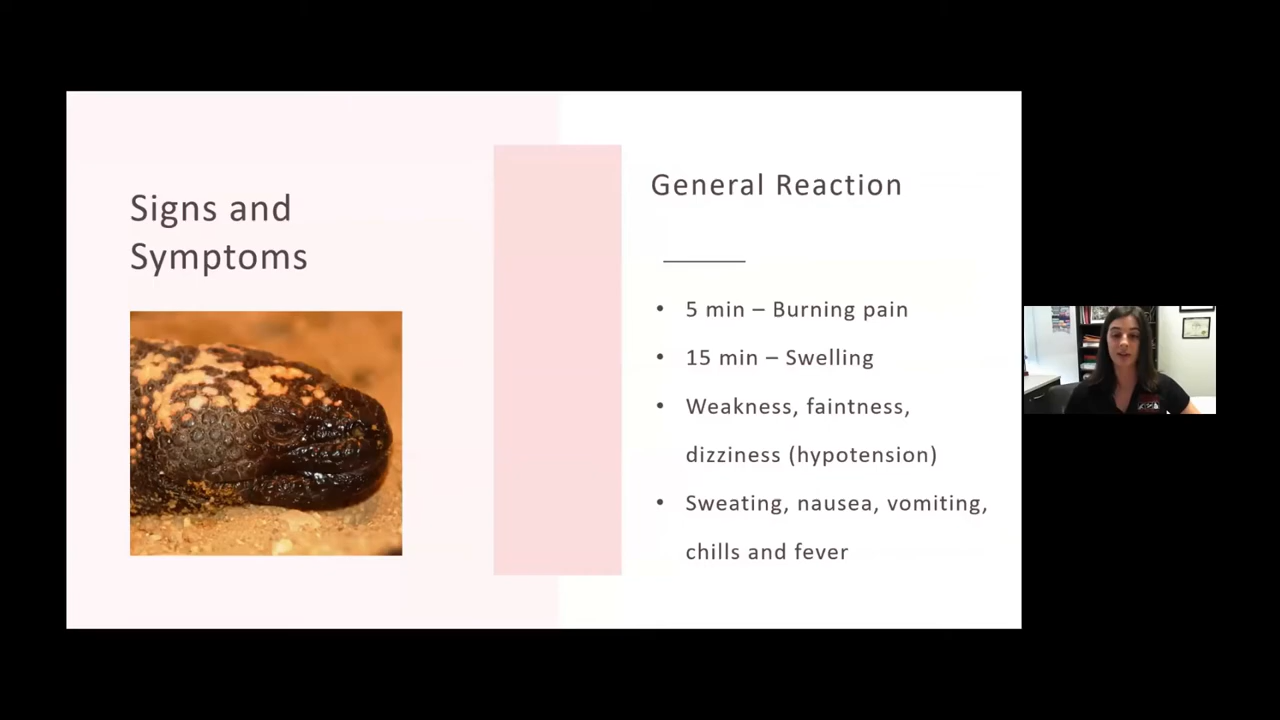 Signs and
Symptoms
General Reaction
• 5 min – Burning pain
• 15 min – Swelling
• Weakness, faintness,
dizziness (hypotension)
• Sweating, nausea, vomiting,
chills and fever